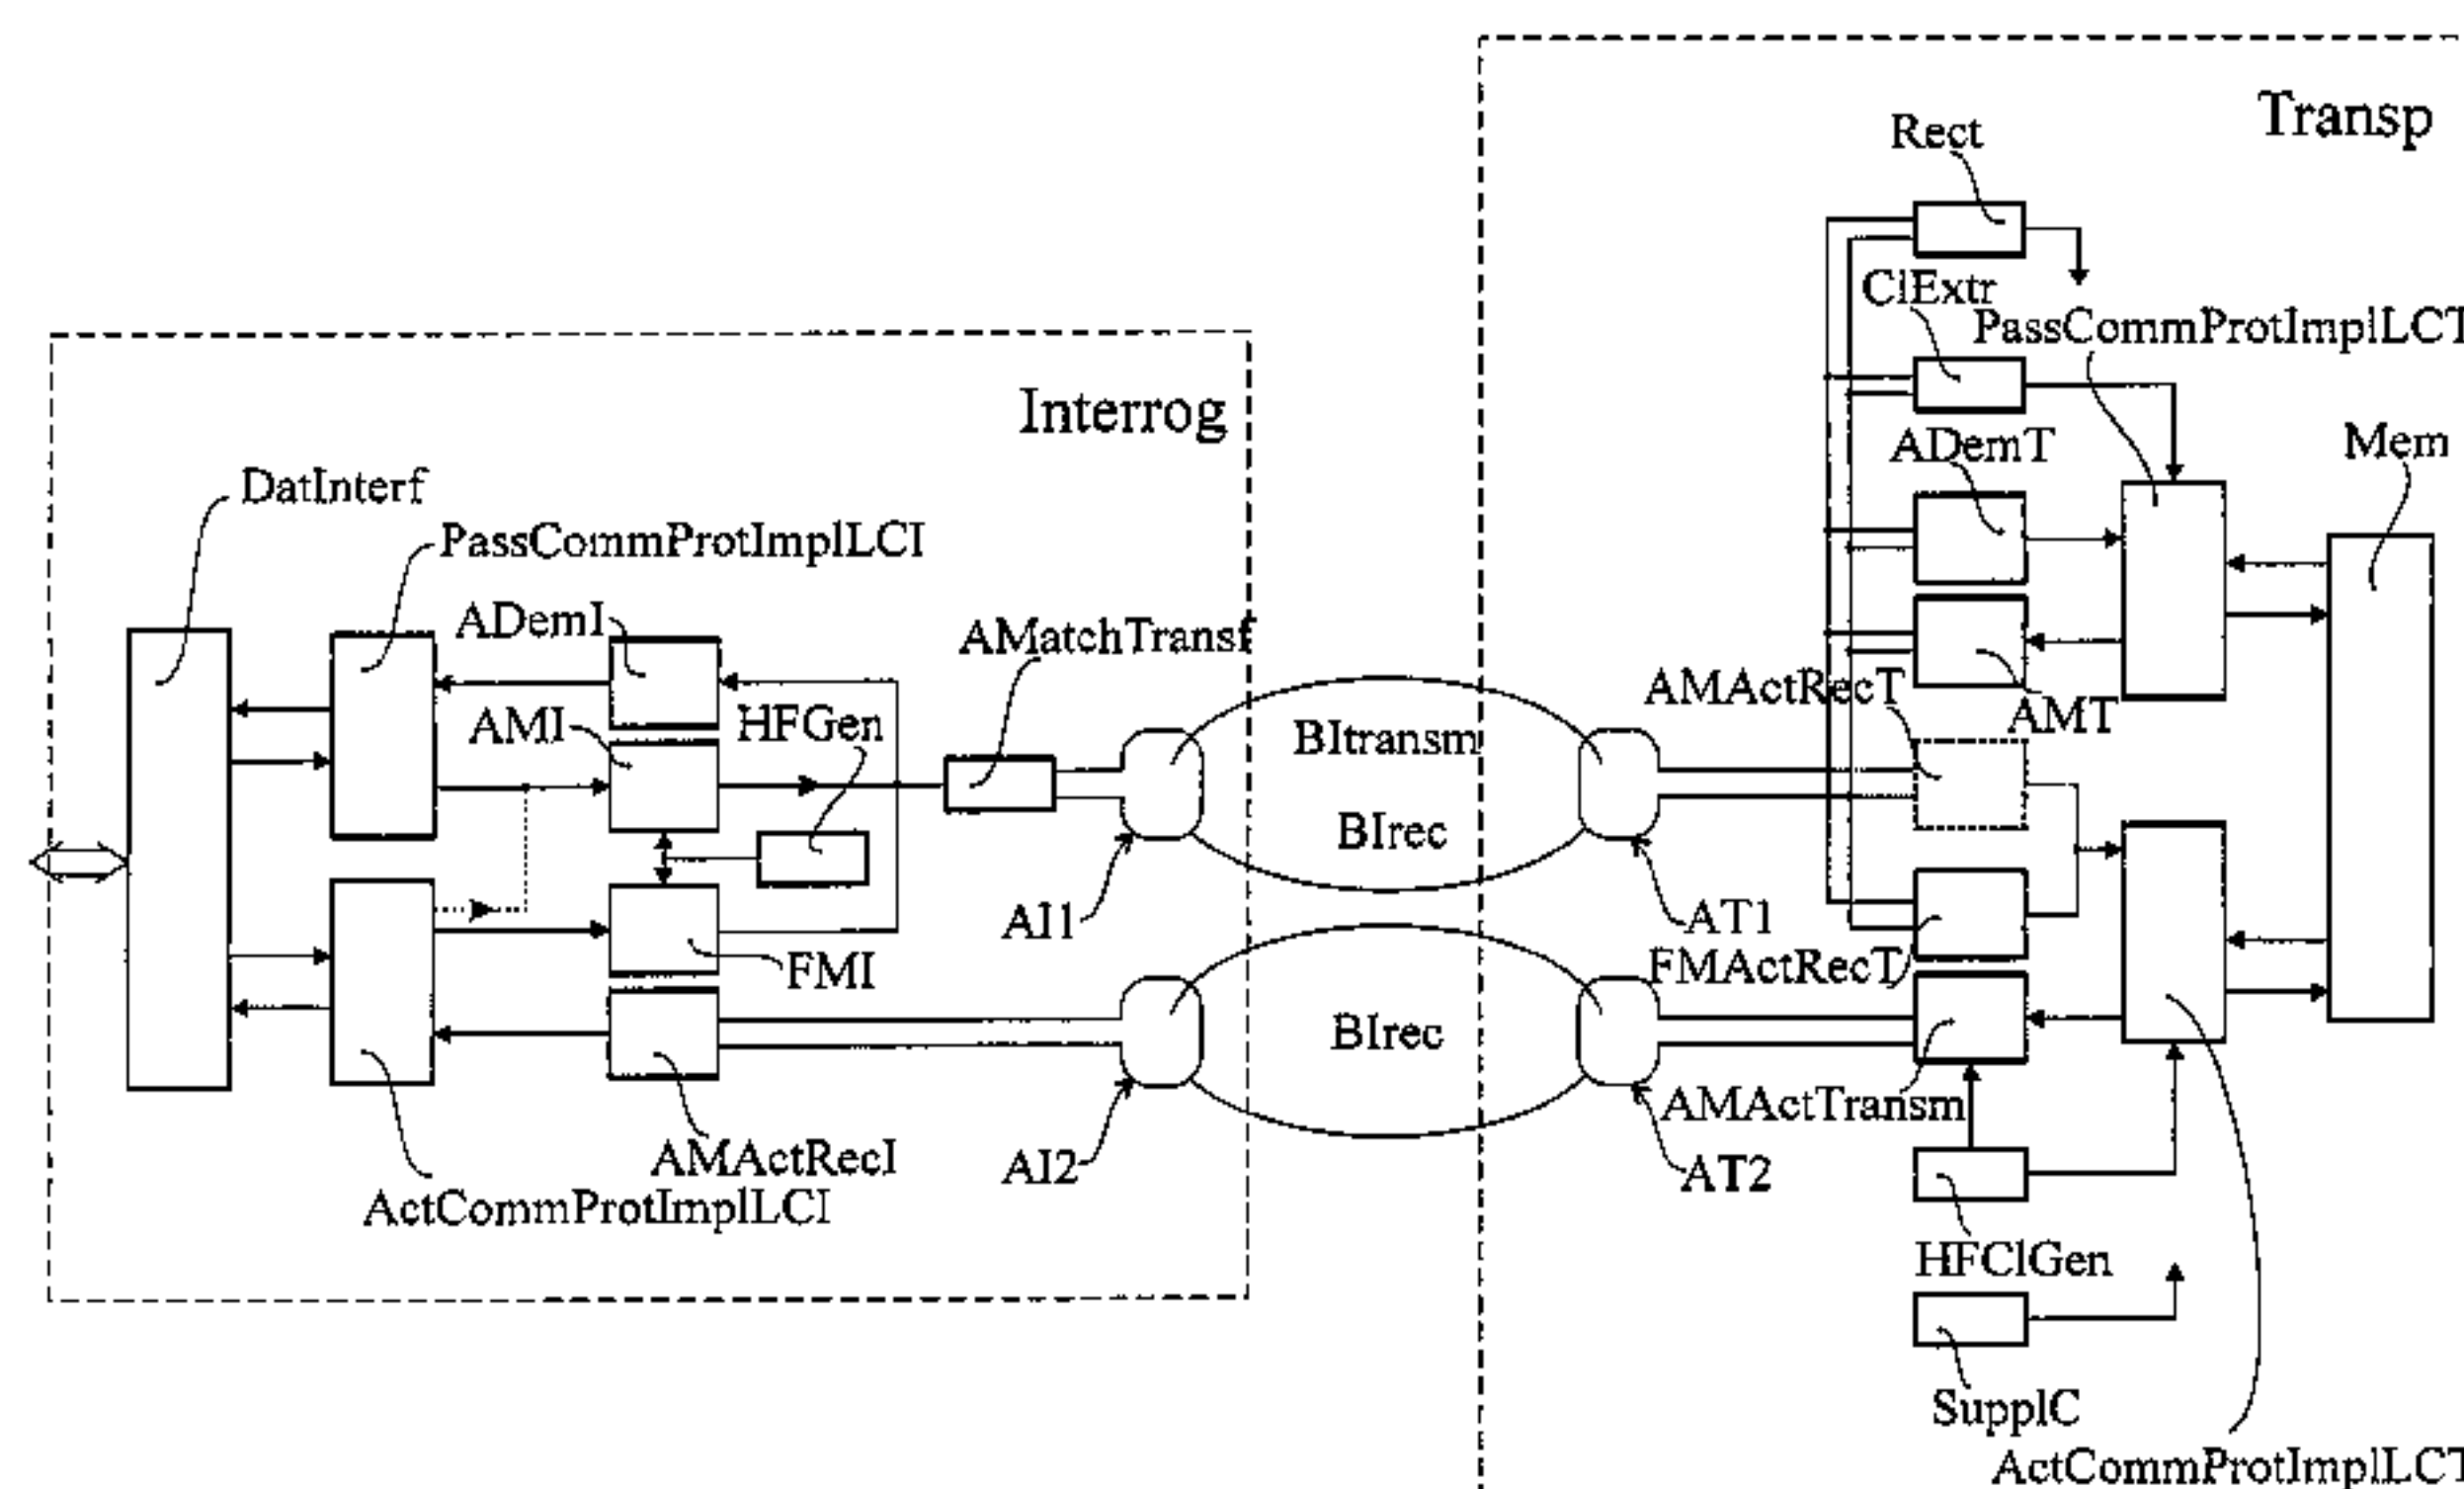 Transp
Rect
ClExtr
PassCommProtImplLCT
Interrog
ADemT
Mem
DatInterf
PassCommProtImplLCI
ADemI
AMatchTransf
AMActRecT
AMT
AMI
HFGen
BItransm
BIrec
AI1
AT1
FMI
FMActRecT
BIrec
AMActTransm
AMActRecI
AI2
AT2
ActCommProtImplLCI
HFClGen
SupplC
ActCommProtImplLCT